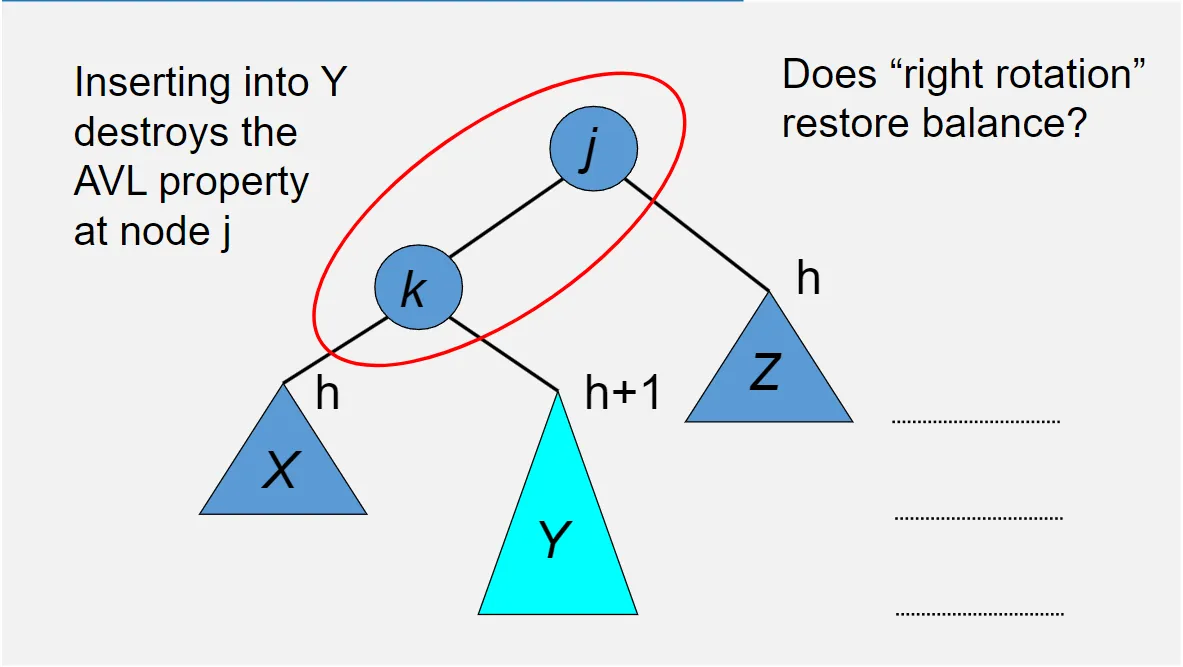 Inserting into Y
destroys the
AVL property
at node j
Does “right rotation”
restore balance?
j
k
h
Z
h
X
h+1
Y